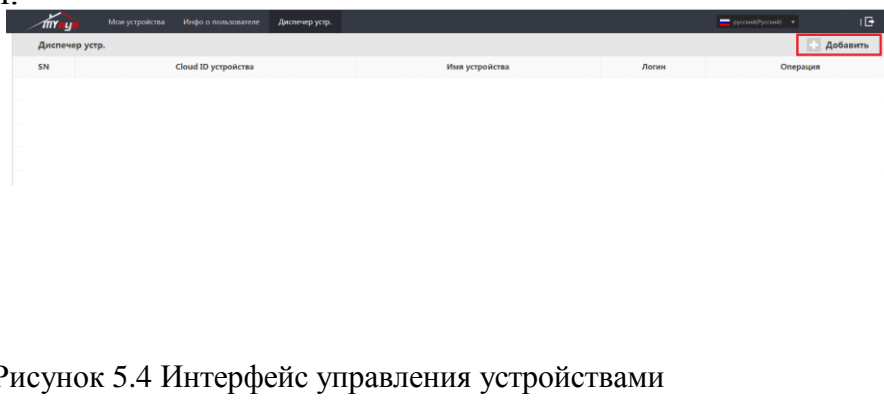 mYeye Мои устройства Инфо о пользователе Диспечер устр. русский(Русский)
Диспечер устр. Добавить
SN Cloud ID устройства Имя устройства Логин Операция
Рисунок 5.4 Интерфейс управления устройствами